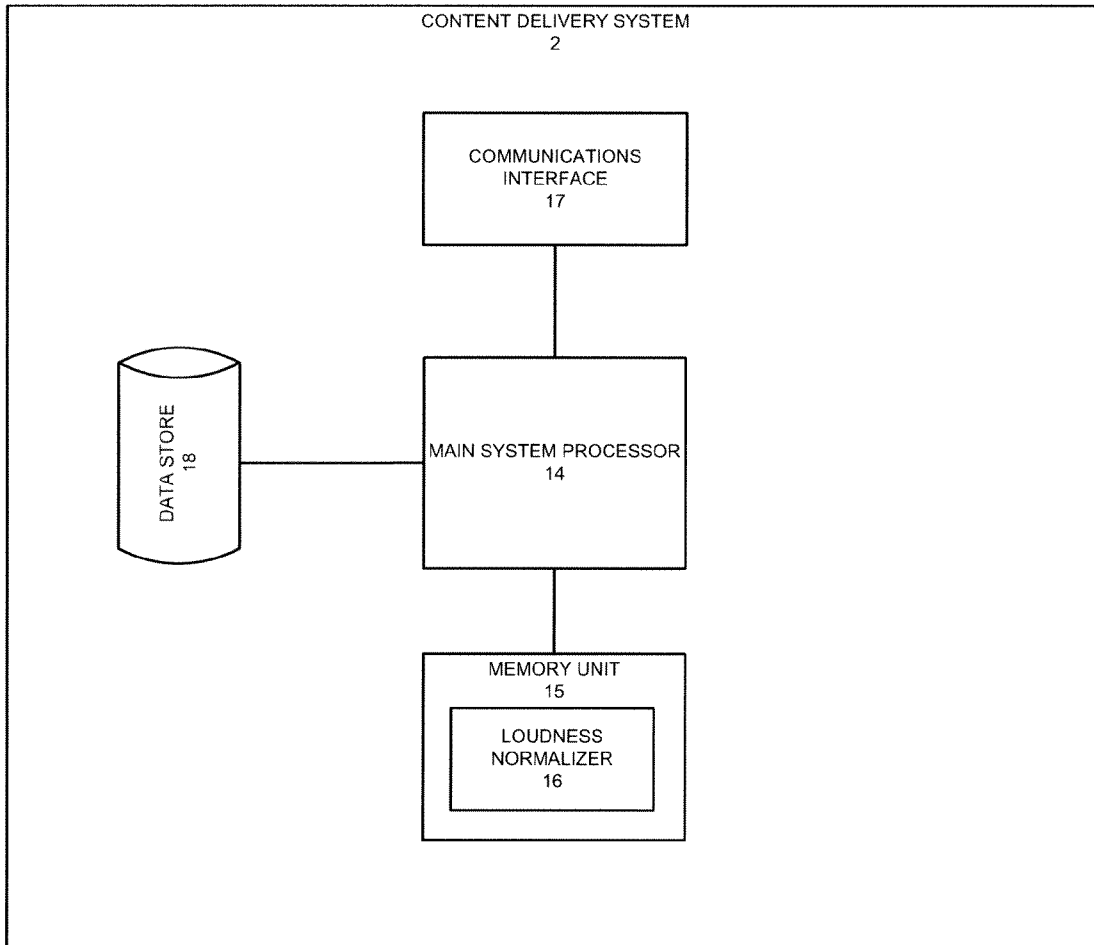 CONTENT DELIVERY SYSTEM
2
COMMUNICATIONS
INTERFACE
17
DATA STORE
18
MAIN SYSTEM PROCESSOR
14
MEMORY UNIT
15
LOUDNESS
NORMALIZER
16